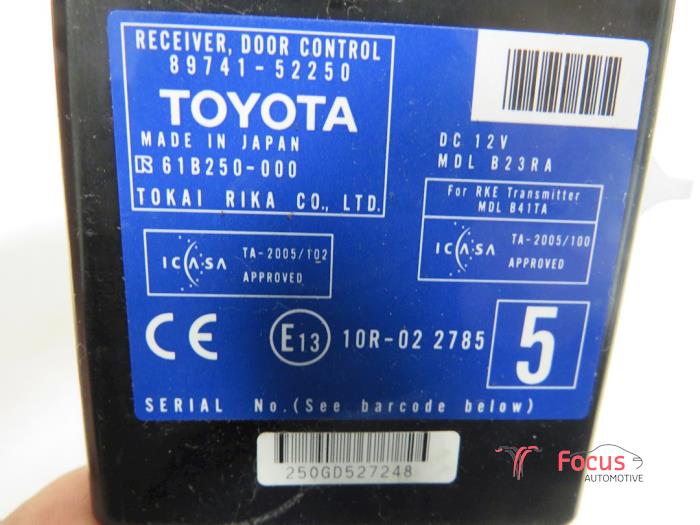 RECEIVER, DOOR CONTROL
89741-52250
TOYOTA
MADE IN JAPAN
61B250-000
TOKAI RIKA CO., LTD.
DC 12V
MDL B23RA
For RKE Transmitter
MDL B41TA
ICASA
TA-2005/102
APPROVED
ICASA
TA-2005/100
APPROVED
CE
E13
10R-02 2785
5
SERIAL No.(See barcode below)
250GD527248
Focus
AUTOMOTIVE